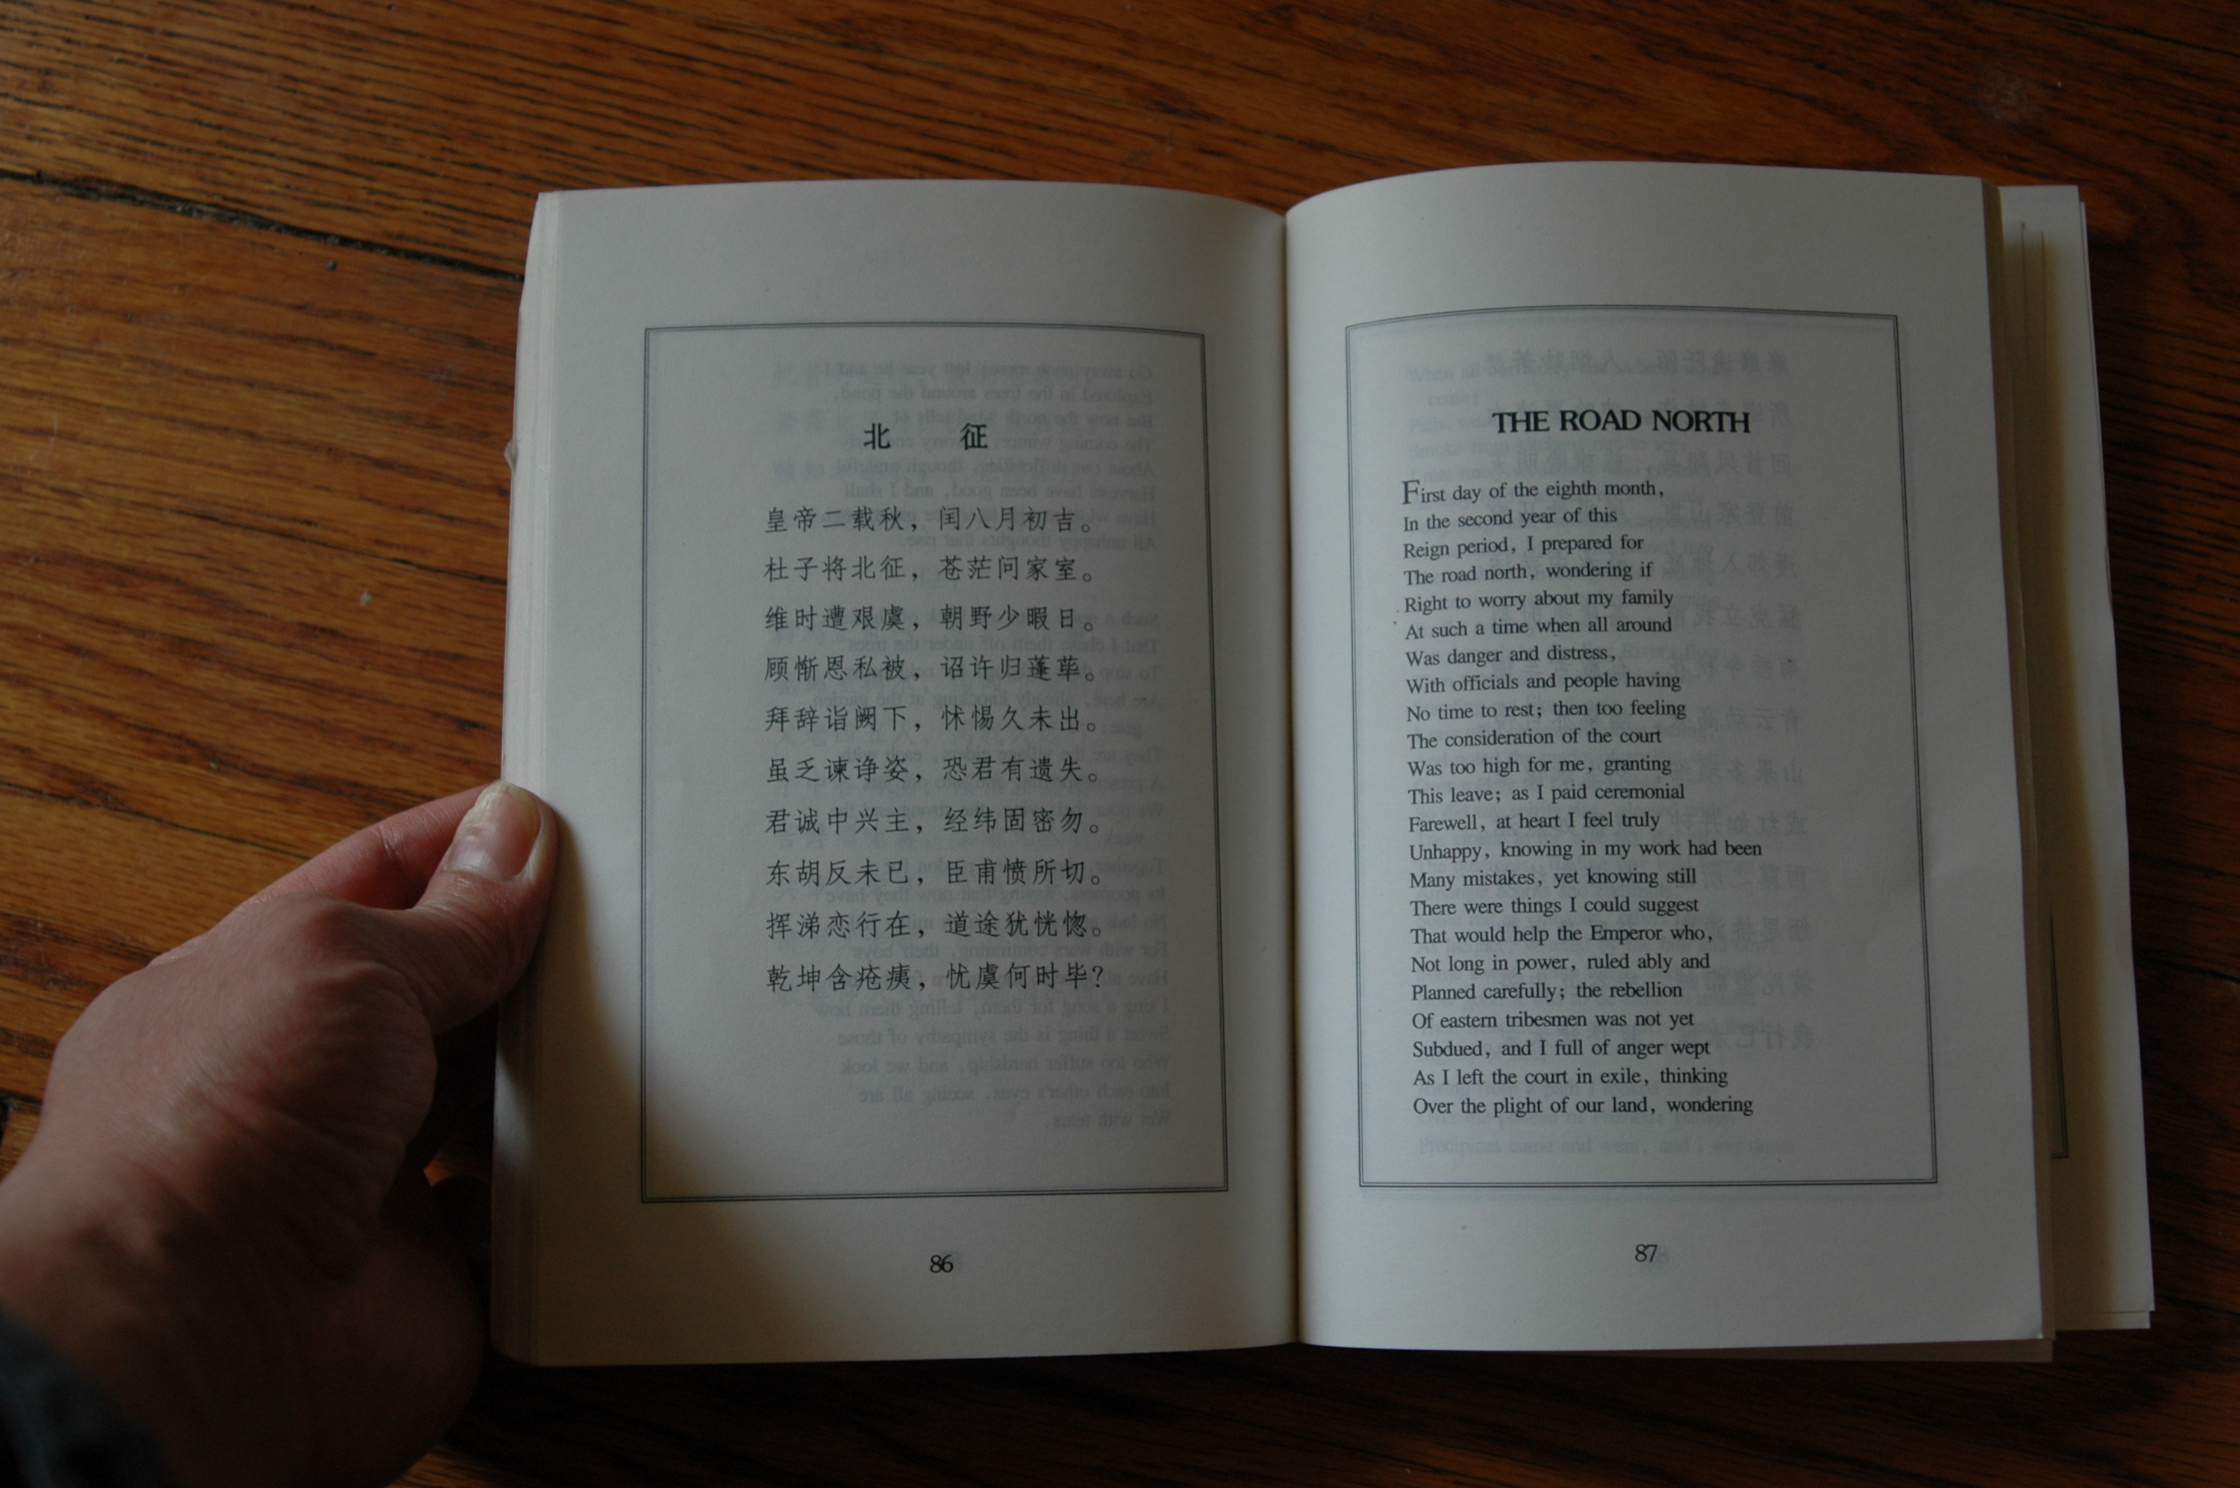 北 征
皇帝二载秋，闰八月初吉。
杜子将北征，苍茫问家室。
维时遭艰虞，朝野少暇日。
顾惭恩私被，诏许归蓬荜。
拜辞诣阙下，怵惕久未出。
虽乏谏诤姿，恐君有遗失。
君诚中兴主，经纬固密勿。
东胡反未已，臣甫愤所切。
挥涕恋行在，道途犹恍惚。
乾坤含疮痍，忧虞何时毕？
86
THE ROAD NORTH
First day of the eighth month,
In the second year of this
Reign period, I prepared for
The road north, wondering if
Right to worry about my family
At such a time when all around
Was danger and distress,
With officials and people having
No time to rest; then too feeling
The consideration of the court
Was too high for me, granting
This leave; as I paid ceremonial
Farewell, at heart I feel truly
Unhappy, knowing in my work had been
Many mistakes, yet knowing still
There were things I could suggest
That would help the Emperor who,
Not long in power, ruled ably and
Planned carefully; the rebellion
Of eastern tribesmen was not yet
Subdued, and I full of anger wept
As I left the court in exile, thinking
Over the plight of our land, wondering
87